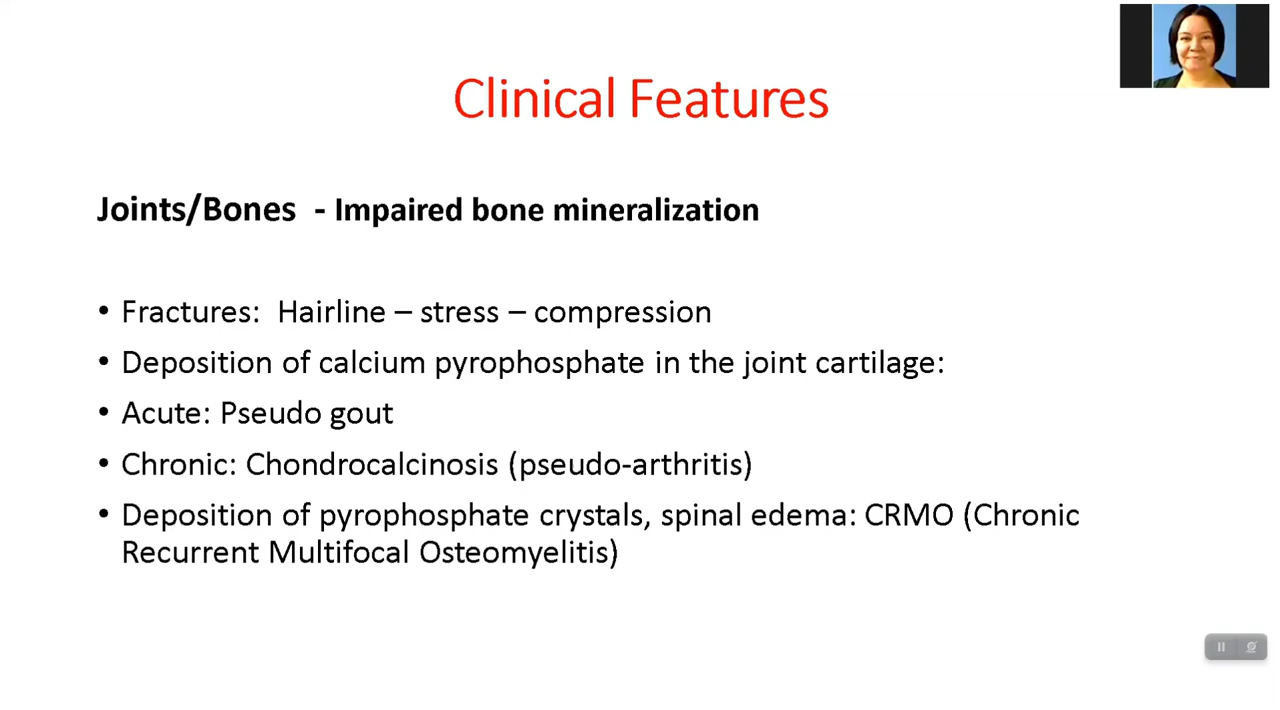 Clinical Features
Joints/Bones - Impaired bone mineralization
• Fractures: Hairline – stress – compression
• Deposition of calcium pyrophosphate in the joint cartilage:
• Acute: Pseudo gout
• Chronic: Chondrocalcinosis (pseudo-arthritis)
• Deposition of pyrophosphate crystals, spinal edema: CRMO (Chronic
Recurrent Multifocal Osteomyelitis)